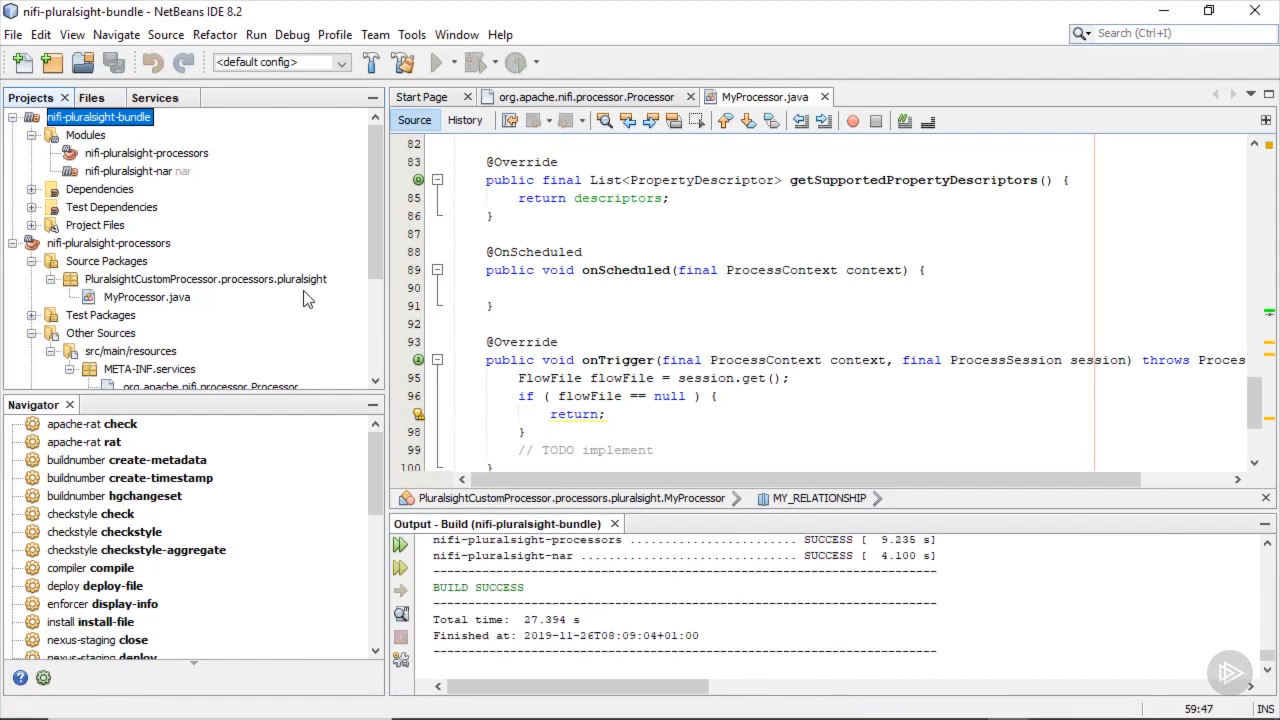 nifi-pluralsight-bundle - NetBeans IDE 8.2
File Edit View Navigate Source Refactor Run Debug Profile Team Tools Window Help
Search (Ctrl+I)
<default config>
Projects Files Services
nifi-pluralsight-bundle
Modules
nifi-pluralsight-processors
nifi-pluralsight-nar nar
Dependencies
Test Dependencies
Project Files
nifi-pluralsight-processors
Source Packages
PluralsightCustomProcessor.processors.pluralsight
MyProcessor.java
Test Packages
Other Sources
src/main/resources
META-INF.services
org.apache.nifi.processor.Processor
Navigator
apache-rat check
apache-rat rat
buildnumber create-metadata
buildnumber create-timestamp
buildnumber hgchangeset
checkstyle check
checkstyle checkstyle
checkstyle checkstyle-aggregate
compiler compile
deploy deploy-file
enforcer display-info
install install-file
nexus-staging close
nexus-staging deploy
Start Page org.apache.nifi.processor.Processor MyProcessor.java
Source History
82
83 @Override
public final List<PropertyDescriptor> getSupportedPropertyDescriptors() {
85 return descriptors;
86 }
87
88 @OnScheduled
89 public void onScheduled(final ProcessContext context) {
90
91 }
92
93 @Override
public void onTrigger(final ProcessContext context, final ProcessSession session) throws Process
95 FlowFile flowFile = session.get();
96 if ( flowFile == null ) {
return;
98 }
99 // TODO implement
100 }
PluralsightCustomProcessor.processors.pluralsight.MyProcessor MY_RELATIONSHIP
Output - Build (nifi-pluralsight-bundle)
nifi-pluralsight-processors ........................ SUCCESS [  9.235 s]
nifi-pluralsight-nar ............................... SUCCESS [  4.100 s]
------------------------------------------------------------------------
BUILD SUCCESS
------------------------------------------------------------------------
Total time:  27.394 s
Finished at: 2019-11-26T08:09:04+01:00
------------------------------------------------------------------------
59:47 INS